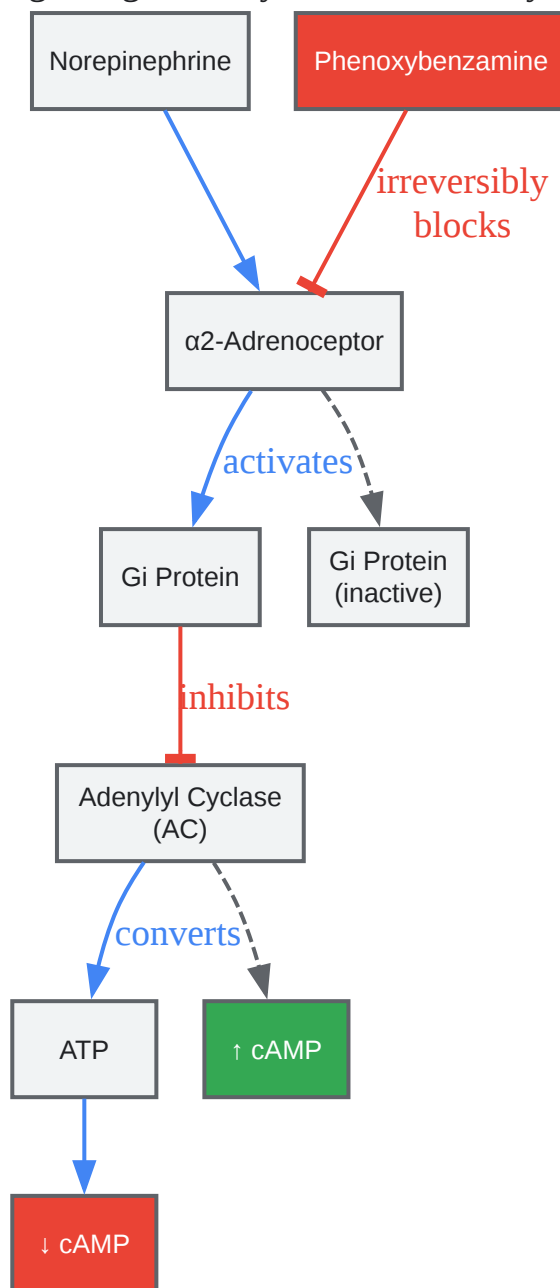 Norepinephrine
Phenoxybenzamine
irreversibly
blocks
α2-Adrenoceptor
activates
Gi Protein
Gi Protein
(inactive)
inhibits
Adenylyl Cyclase
(AC)
converts
ATP
↑ cAMP
↓ cAMP